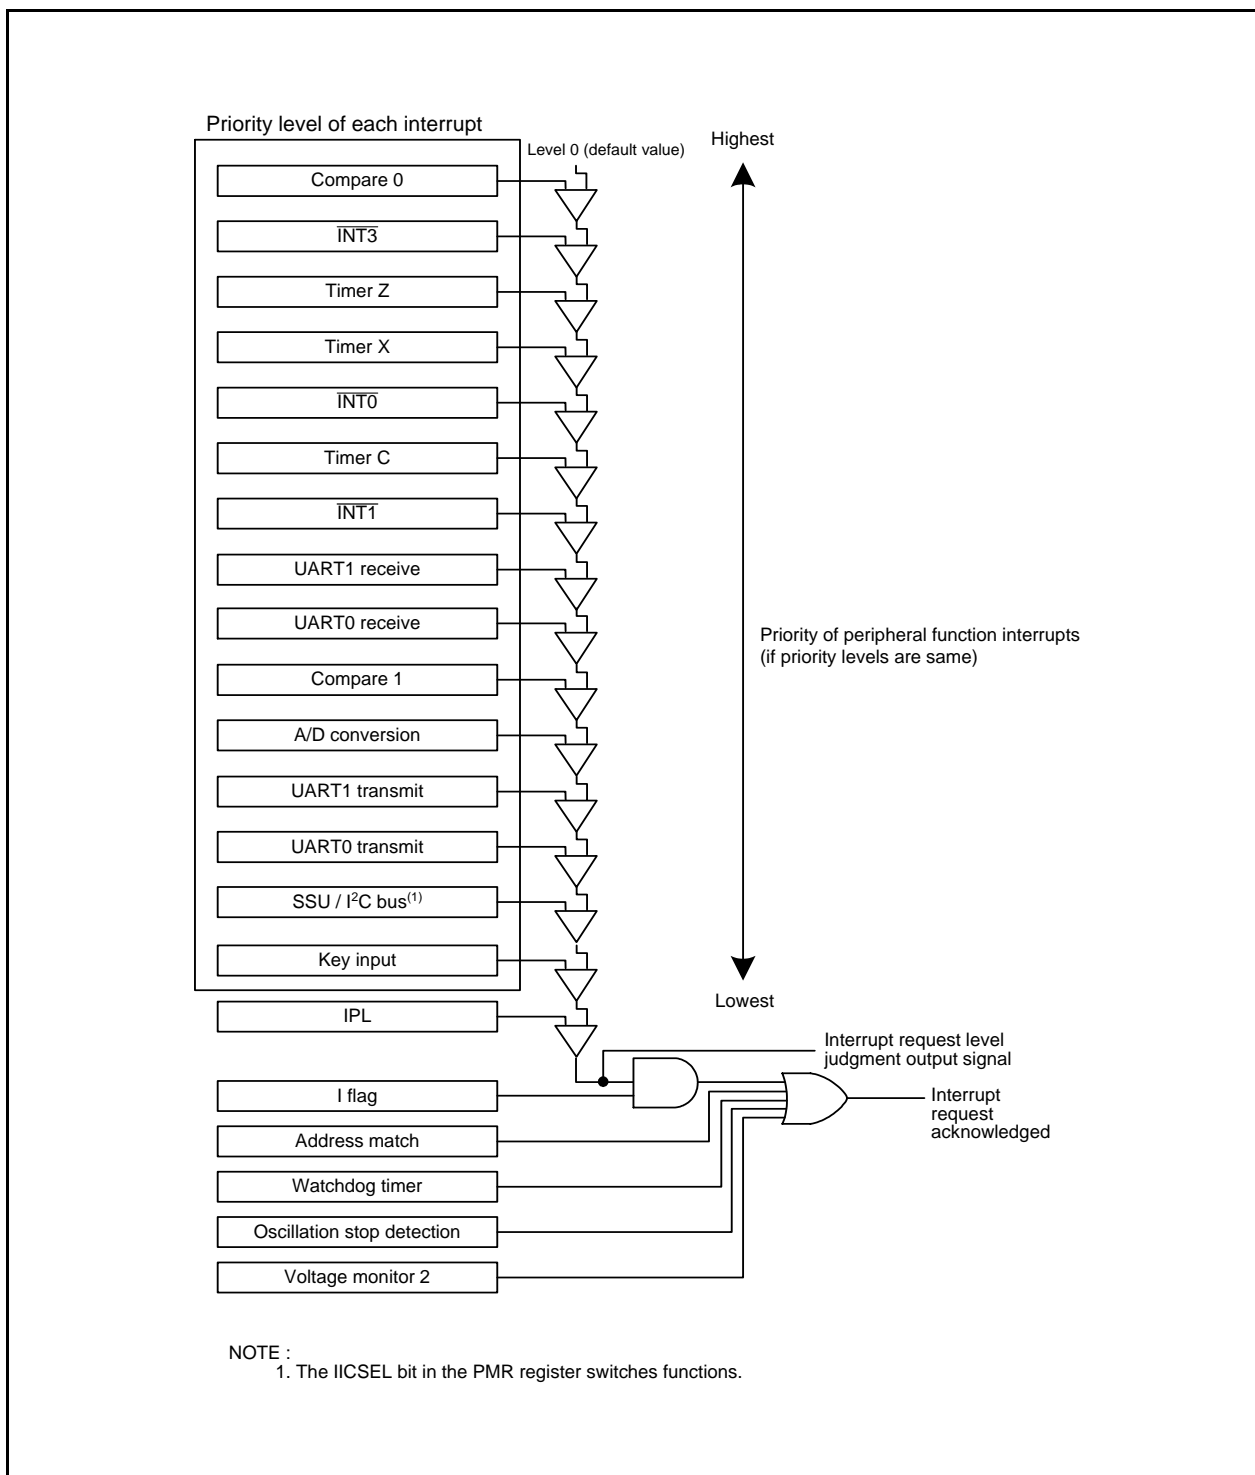 Priority level of each interrupt
Level 0 (default value)
Highest
Compare 0
INT3
Timer Z
Timer X
INT0
Timer C
INT1
UART1 receive
UART0 receive
Priority of peripheral function interrupts
(if priority levels are same)
Compare 1
A/D conversion
UART1 transmit
UART0 transmit
SSU / I²C bus(1)
Key input
Lowest
IPL
Interrupt request level
judgment output signal
I flag
Interrupt
request
acknowledged
Address match
Watchdog timer
Oscillation stop detection
Voltage monitor 2
NOTE :
1. The IICSEL bit in the PMR register switches functions.